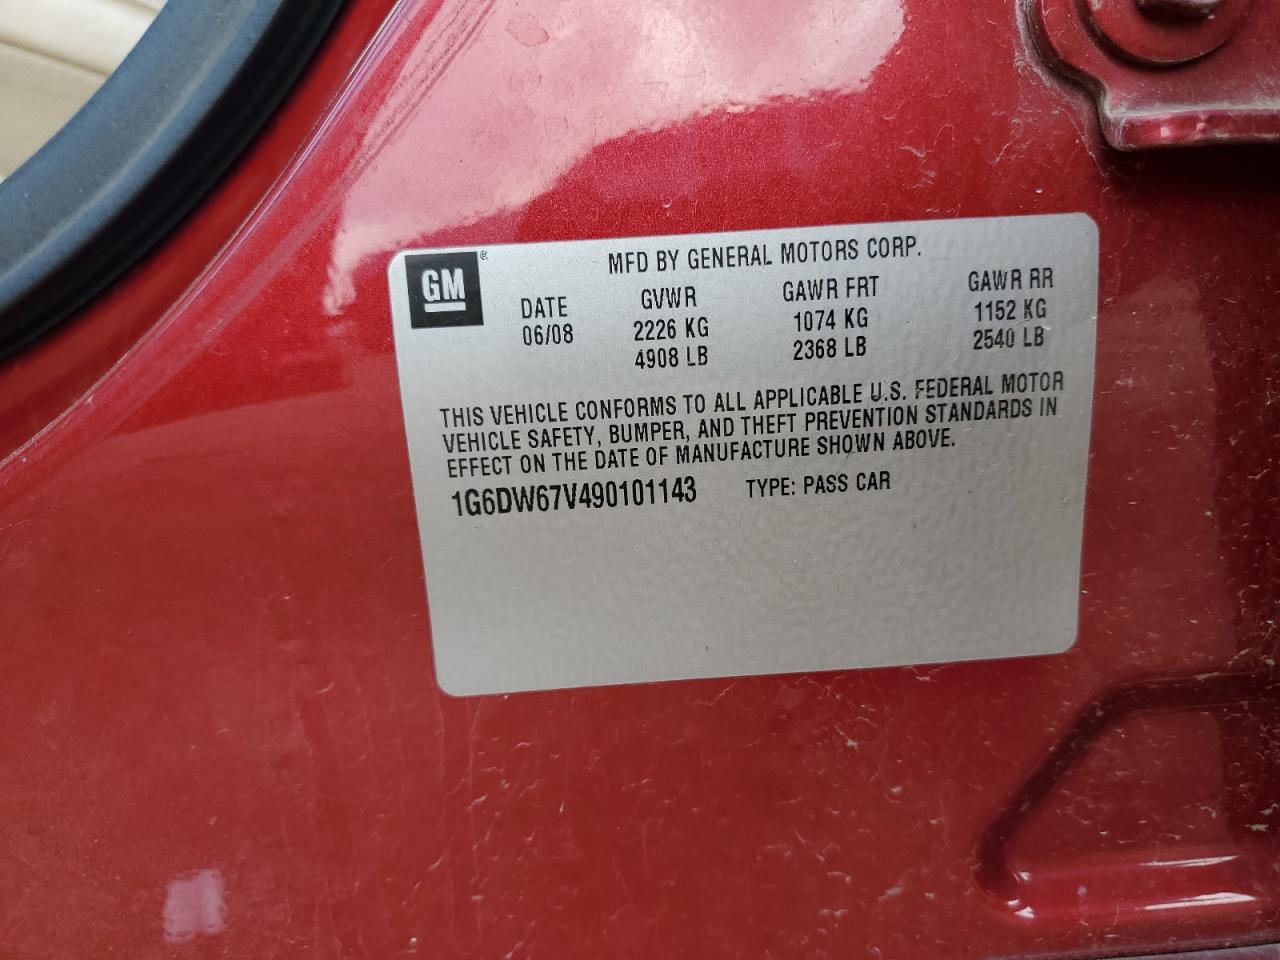 GM®
MFD BY GENERAL MOTORS CORP.
DATE GVWR GAWR FRT GAWR RR
06/08 2226 KG 1074 KG 1152 KG
4908 LB 2368 LB 2540 LB
THIS VEHICLE CONFORMS TO ALL APPLICABLE U.S. FEDERAL MOTOR
VEHICLE SAFETY, BUMPER, AND THEFT PREVENTION STANDARDS IN
EFFECT ON THE DATE OF MANUFACTURE SHOWN ABOVE.
1G6DW67V490101143 TYPE: PASS CAR